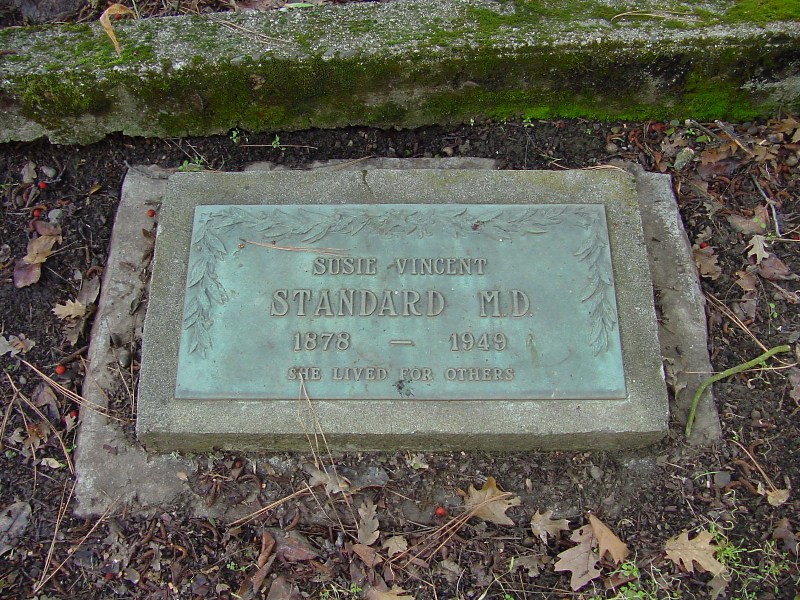 SUSIE VINCENT
STANDARD M.D.
1878 — 1949
SHE LIVED FOR OTHERS